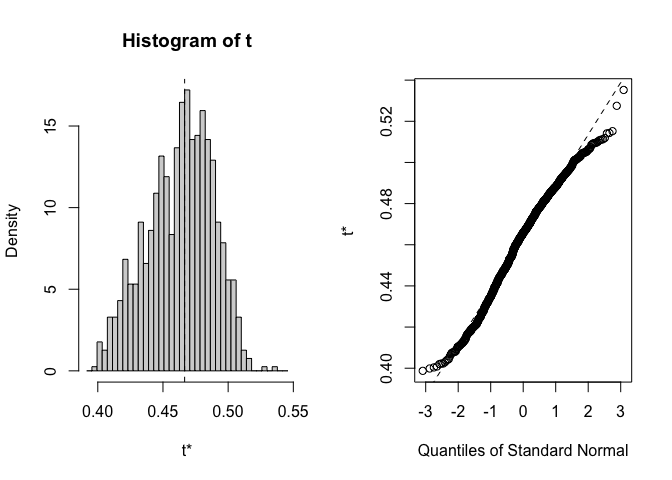 Histogram of t
Density
0
5
10
15
0.40 0.45 0.50 0.55
t*
t*
0.40
0.44
0.48
0.52
-3 -2 -1 0 1 2 3
Quantiles of Standard Normal